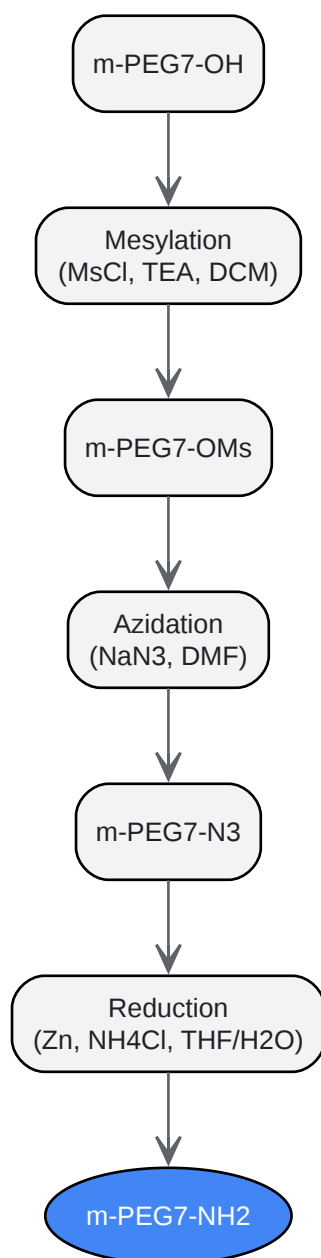 m-PEG7-OH
Mesylation
(MsCl, TEA, DCM)
m-PEG7-OMs
Azidation
(NaN3, DMF)
m-PEG7-N3
Reduction
(Zn, NH4Cl, THF/H2O)
m-PEG7-NH2